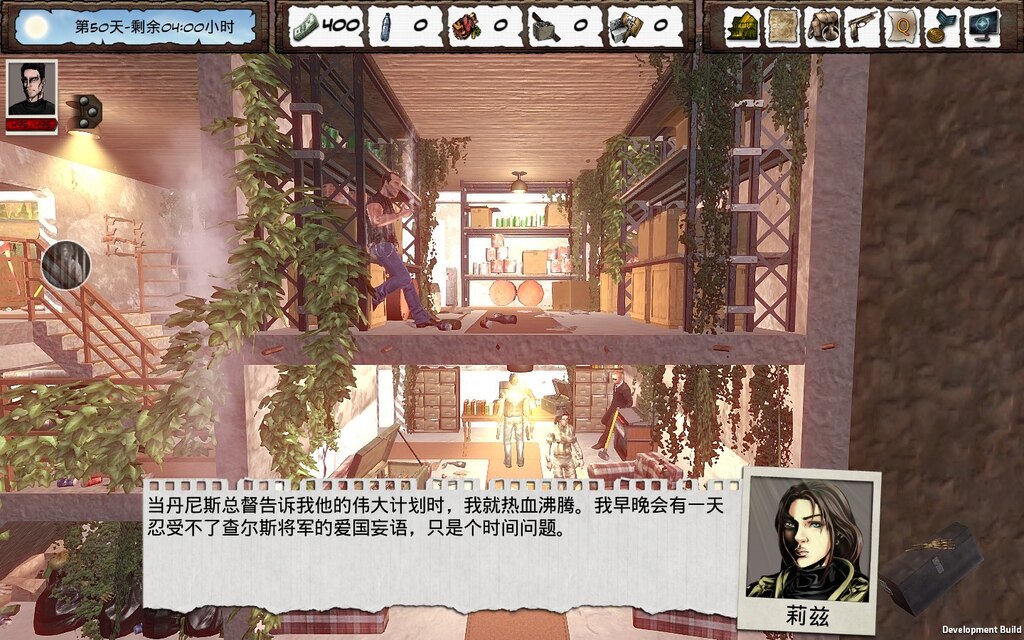 第50天-剩余04:00小时
400
0
0
0
0
Q
当丹尼斯总督告诉我他的伟大计划时，我就热血沸腾。我早晚会有一天
忍受不了查尔斯将军的爱国妄语，只是个时间问题。
莉兹
Development Build